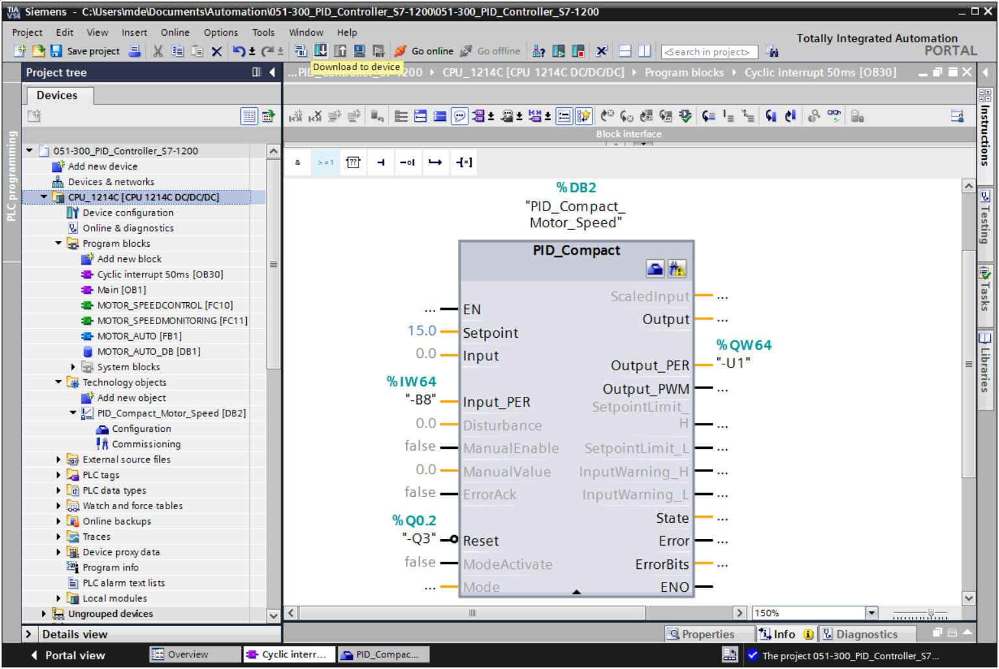 TIA V14 Siemens - C:\Users\mde\Documents\Automation\051-300_PID_Controller_S7-1200\051-300_PID_Controller_S7-1200
Project Edit View Insert Online Options Tools Window Help
Totally Integrated Automation
PORTAL
Save project
Go online
Go offline
<Search in project>
Download to device
Project tree
...PID_Controller_S7-1200 CPU_1214C [CPU 1214C DC/DC/DC] Program blocks Cyclic interrupt 50ms [OB30]
Devices
PLC programming
Block interface
051-300_PID_Controller_S7-1200
Add new device
Devices & networks
CPU_1214C [CPU 1214C DC/DC/DC]
Device configuration
Online & diagnostics
Program blocks
Add new block
Cyclic interrupt 50ms [OB30]
Main [OB1]
MOTOR_SPEEDCONTROL [FC10]
MOTOR_SPEEDMONITORING [FC11]
MOTOR_AUTO [FB1]
MOTOR_AUTO_DB [DB1]
System blocks
Technology objects
Add new object
PID_Compact_Motor_Speed [DB2]
Configuration
Commissioning
External source files
PLC tags
PLC data types
Watch and force tables
Online backups
Traces
Device proxy data
Program info
PLC alarm text lists
Local modules
Ungrouped devices
Details view
& >=1 ?? -| -o| |-[=]
%DB2
"PID_Compact_
Motor_Speed"
PID_Compact
ScaledInput ...
... EN
Output ...
15.0 Setpoint
0.0 Input
%QW64
Output_PER "-U1"
%IW64
"-B8" Input_PER
Output_PWM ...
SetpointLimit_
H ...
0.0 Disturbance
false ManualEnable
SetpointLimit_L ...
0.0 ManualValue
InputWarning_H ...
false ErrorAck
InputWarning_L ...
State ...
%Q0.2
"-Q3" Reset
Error ...
false ModeActivate
ErrorBits ...
... Mode
ENO
150%
Instructions
Testing
Tasks
Libraries
Properties
Info
Diagnostics
Portal view
Overview
Cyclic interr...
PID_Compac...
The project 051-300_PID_Controller_S7...